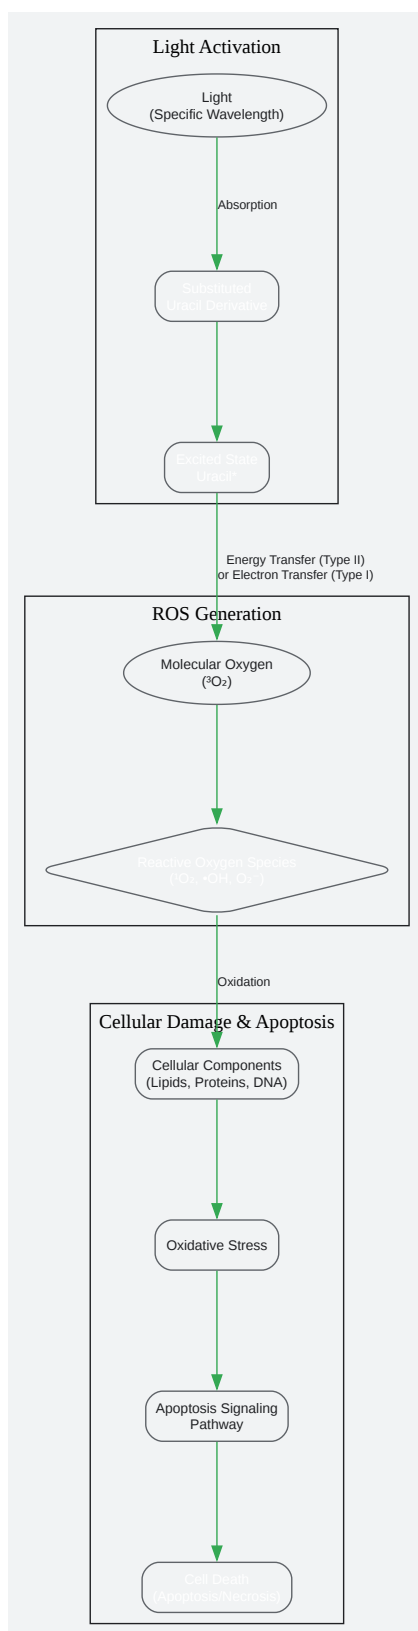 Light Activation
Light
(Specific Wavelength)
Absorption
Substituted
Uracil Derivative
Excited State
Uracil*
Energy Transfer (Type II)
or Electron Transfer (Type I)
ROS Generation
Molecular Oxygen
(³O₂)
Reactive Oxygen Species
Oxidation
Cellular Damage & Apoptosis
Cellular Components
(Lipids, Proteins, DNA)
Oxidative Stress
Apoptosis Signaling
Pathway
Cell Death
(Apoptosis/Necrosis)